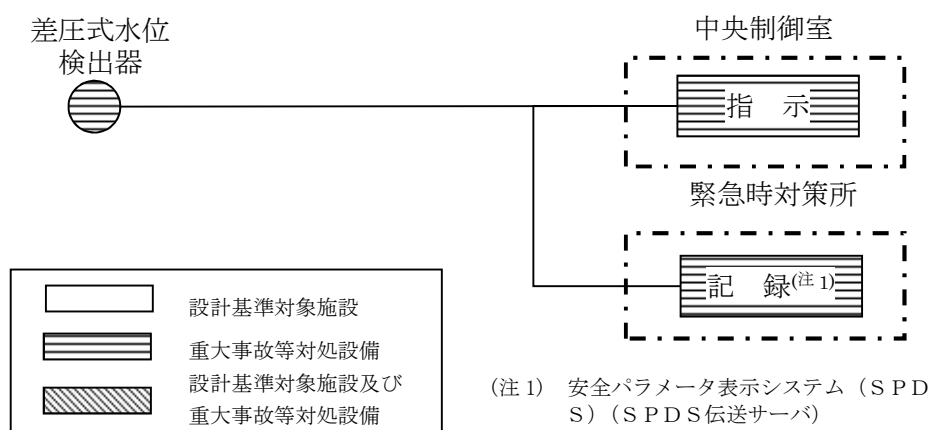 差圧式水位
検出器
中央制御室
指　示
緊急時対策所
記　録(注1)
設計基準対象施設
重大事故等対処設備
設計基準対象施設及び
重大事故等対処設備
(注1)　安全パラメータ表示システム（ＳＰＤ
Ｓ）（ＳＰＤＳ伝送サーバ）